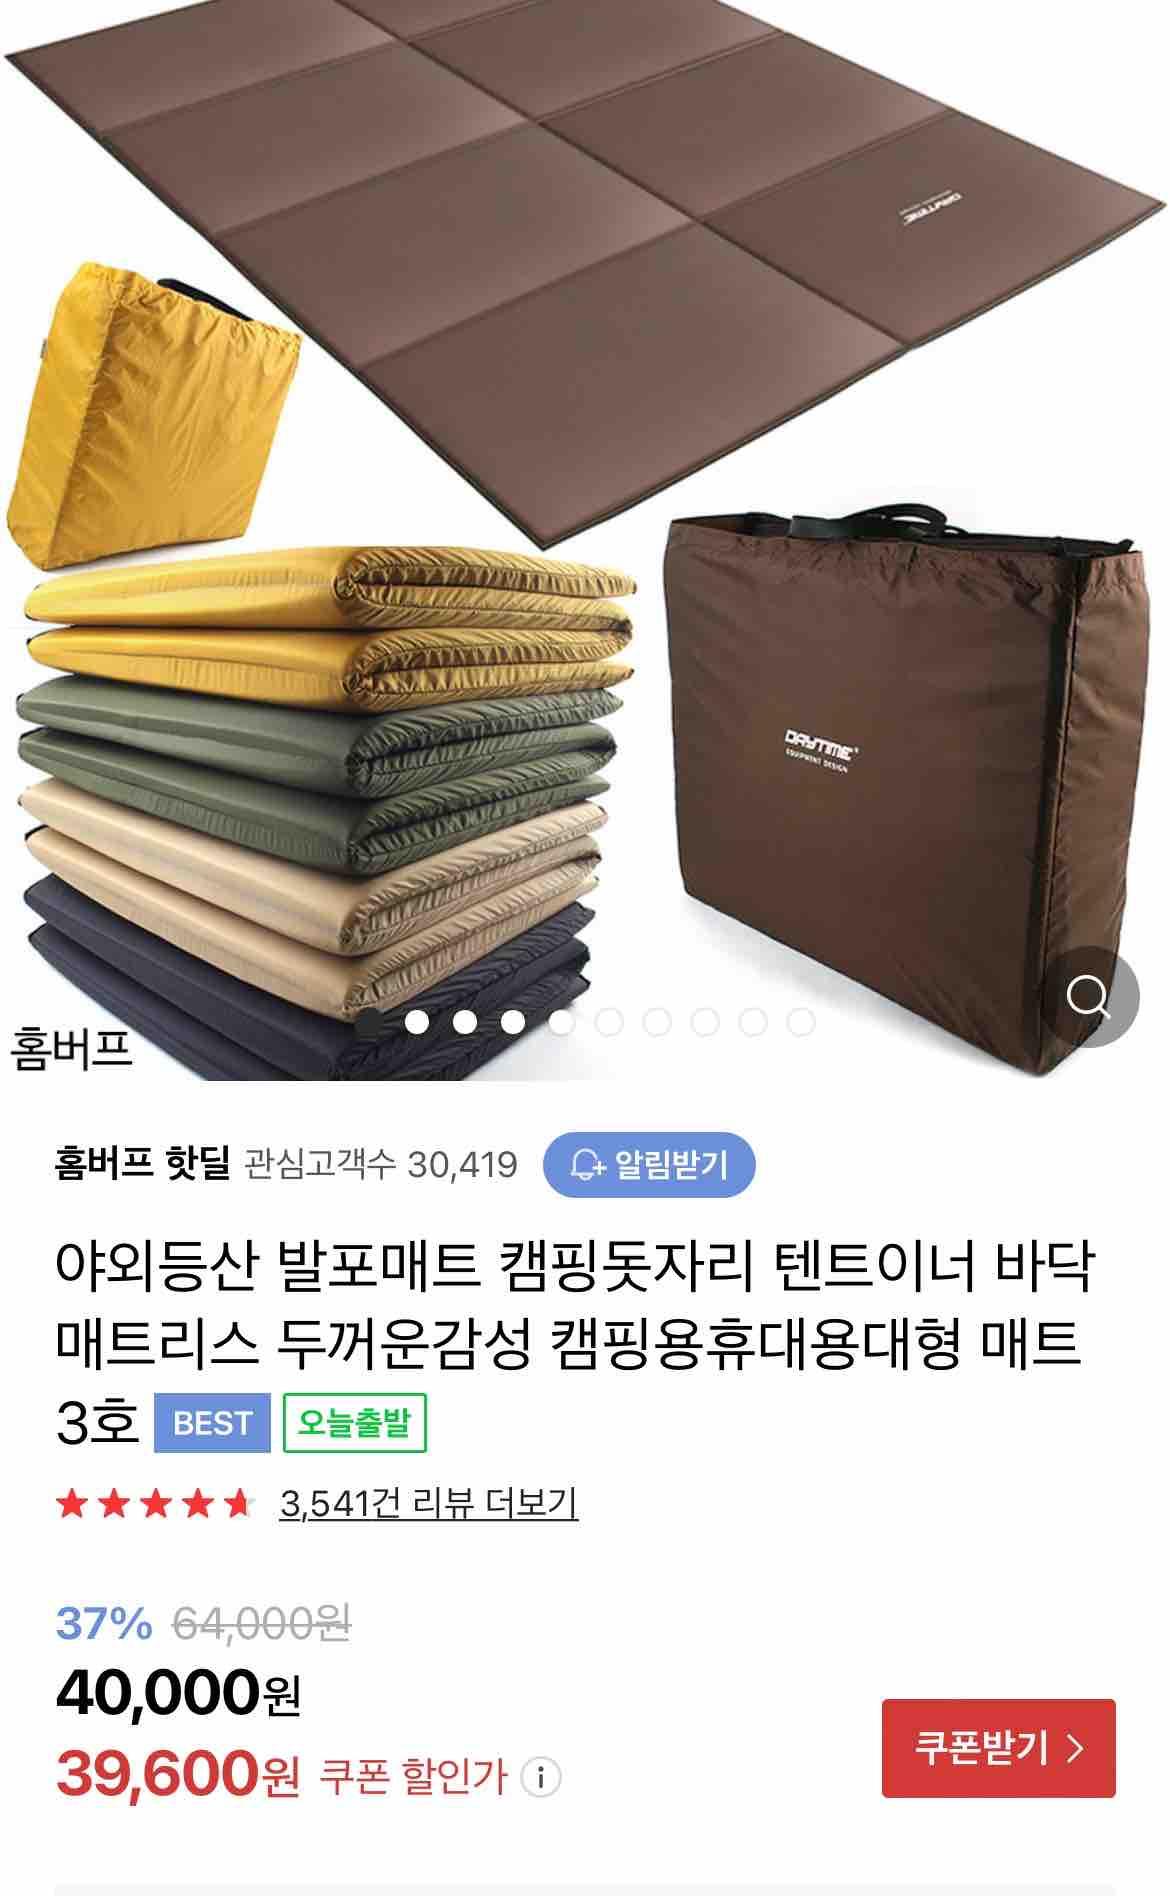 DAYTIME
DAYTIME
EQUIPMENT DESIGN
홈버프
홈버프 핫딜 관심고객수 30,419 알림받기
야외등산 발포매트 캠핑돗자리 텐트이너 바닥
매트리스 두꺼운감성 캠핑용휴대용대형 매트
3호 BEST 오늘출발
3,541건 리뷰 더보기
37% 64,000원
40,000원
39,600원 쿠폰 할인가
쿠폰받기